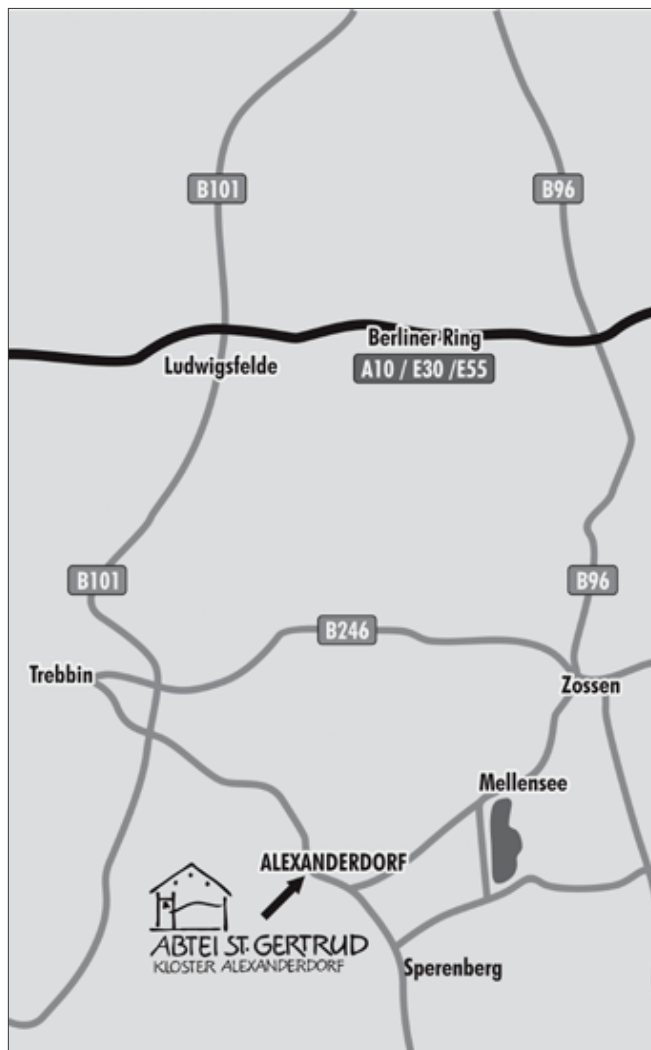 B101
B96
Berliner Ring
Ludwigsfelde
A10 / E30 /E55
B101
B96
B246
Trebbin
Zossen
Mellensee
ALEXANDERDORF
ABTEI ST. GERTRUD
KLOSTER ALEXANDERDORF
Sperenberg